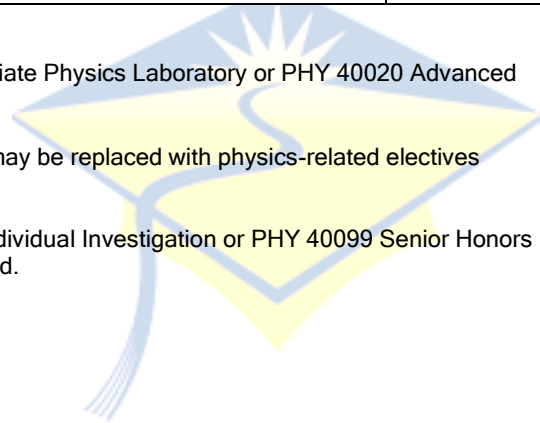 iate Physics Laboratory or PHY 40020 Advanced
may be replaced with physics-related electives
dividual Investigation or PHY 40099 Senior Honors
d.